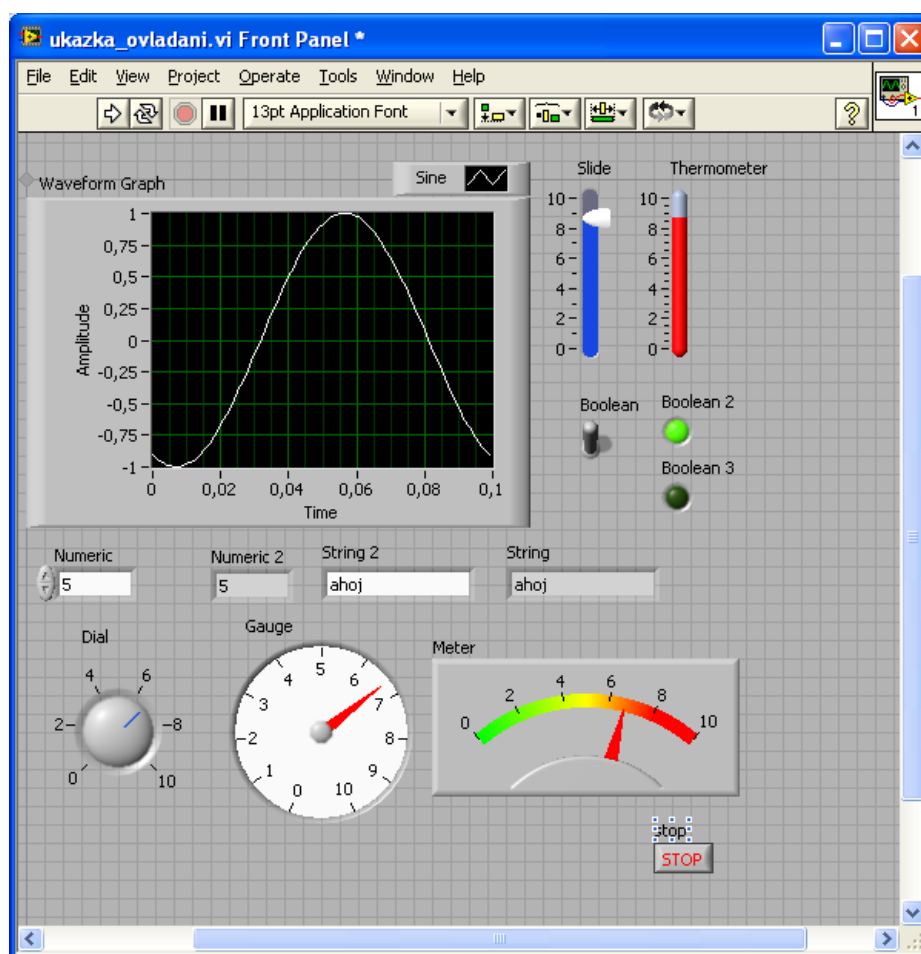 ukazka_ovladani.vi Front Panel *
File Edit View Project Operate Tools Window Help
13pt Application Font
1
Waveform Graph
Sine
Amplitude
1
0,75
0,5
0,25
0
-0,25
-0,5
-0,75
-1
0 0,02 0,04 0,06 0,08 0,1
Time
Slide
10
8
6
4
2
0
Thermometer
10
8
6
4
2
0
Boolean
Boolean 2
Boolean 3
Numeric
5
Numeric 2
5
String 2
ahoj
String
ahoj
Dial
0 2 4 6 8 10
Gauge
0 1 2 3 4 5 6 7 8 9 10
Meter
0 2 4 6 8 10
stop
STOP